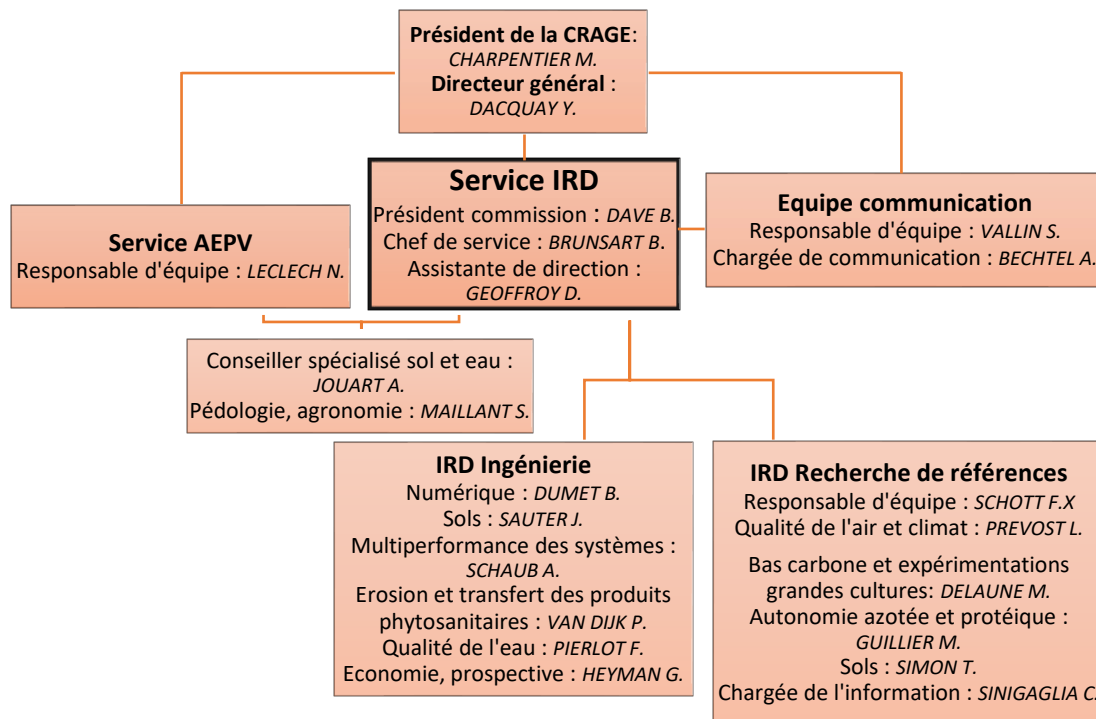 Président de la CRAGE:
CHARPENTIER M.
Directeur général :
DACQUAY Y.
Service AEPV
Responsable d'équipe : LECLECH N.
Service IRD
Président commission : DAVE B.
Chef de service : BRUNSART B.
Assistante de direction :
GEOFFROY D.
Equipe communication
Responsable d'équipe : VALLIN S.
Chargée de communication : BECHTEL A.
Conseiller spécialisé sol et eau :
JOUART A.
Pédologie, agronomie : MAILLANT S.
IRD Ingénierie
Numérique : DUMET B.
Sols : SAUTER J.
Multiperformance des systèmes :
SCHAUB A.
Erosion et transfert des produits
phytosanitaires : VAN DIJK P.
Qualité de l'eau : PIERLOT F.
Economie, prospective : HEYMAN G.
IRD Recherche de références
Responsable d'équipe : SCHOTT F.X
Qualité de l'air et climat : PREVOST L.
Bas carbone et expérimentations
grandes cultures: DELAUNE M.
Autonomie azotée et protéique :
GUILLIER M.
Sols : SIMON T.
Chargée de l'information : SINIGAGLIA C.